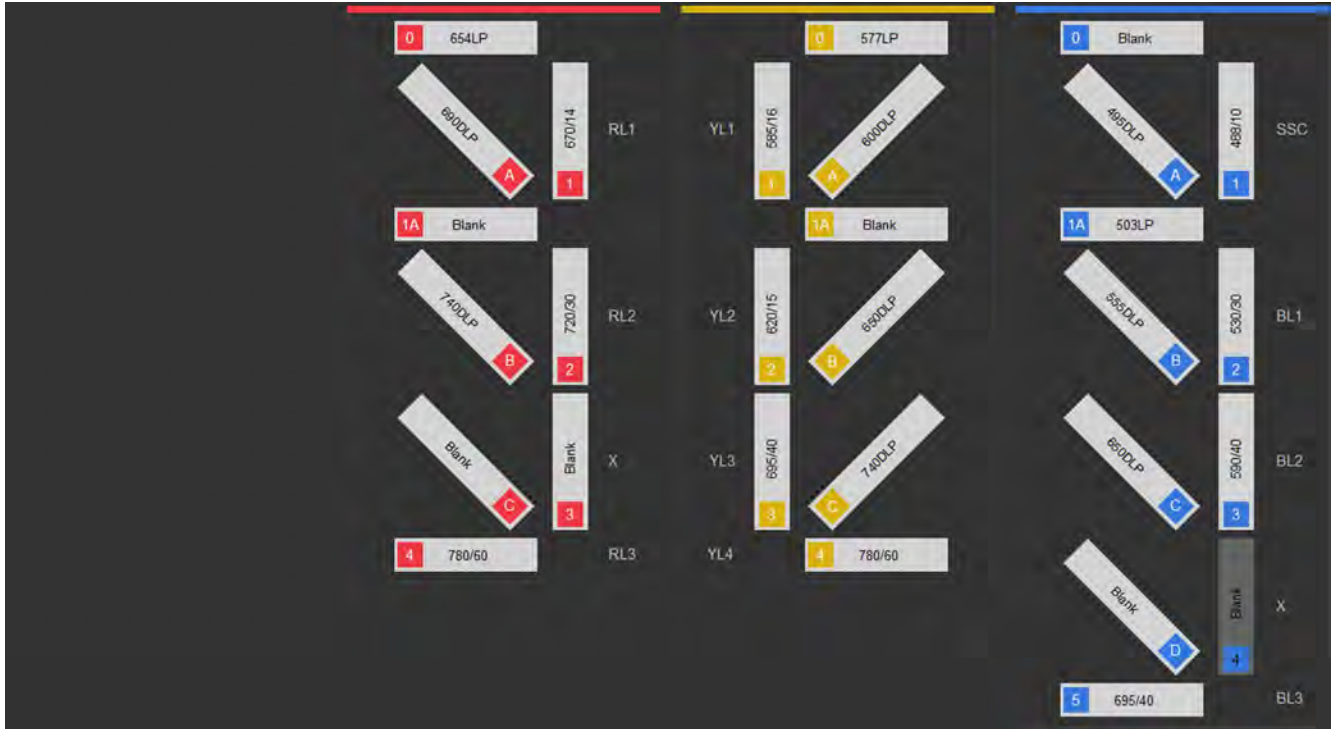 0 654LP
690DLP A
670/14 1
RL1
1A Blank
740DLP B
720/30 2
RL2
Blank C
Blank 3
X
4 780/60
RL3
0 577LP
YL1
585/16 1
600DLP A
1A Blank
YL2
620/15 2
650DLP B
YL3
695/40 3
740DLP C
YL4
4 780/60
0 Blank
495DLP A
488/10 1
SSC
1A 503LP
555DLP B
530/30 2
BL1
650DLP C
590/40 3
BL2
Blank D
Blank 4
X
5 695/40
BL3